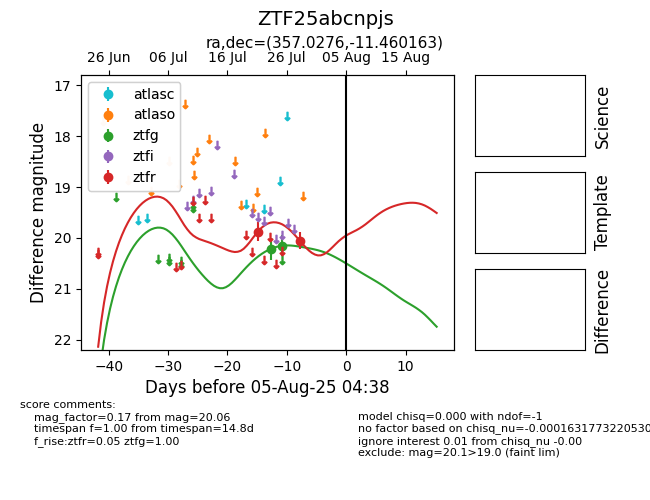 ZTF25abcnpjs
ra,dec=(357.0276,-11.460163)
26 Jun 06 Jul 16 Jul 26 Jul 05 Aug 15 Aug
17
18
19
20
21
22
Difference magnitude
atlasc
atlaso
ztfg
ztfi
ztfr
−40 −30 −20 −10 0 10
Days before 05-Aug-25 04:38
Science
Template
Difference
score comments:
mag_factor=0.17 from mag=20.06
timespan f=1.00 from timespan=14.8d
f_rise:ztfr=0.05 ztfg=1.00
model chisq=0.000 with ndof=-1
no factor based on chisq_nu=-0.0001631773220530
ignore interest 0.01 from chisq_nu -0.00
exclude: mag=20.1>19.0 (faint lim)